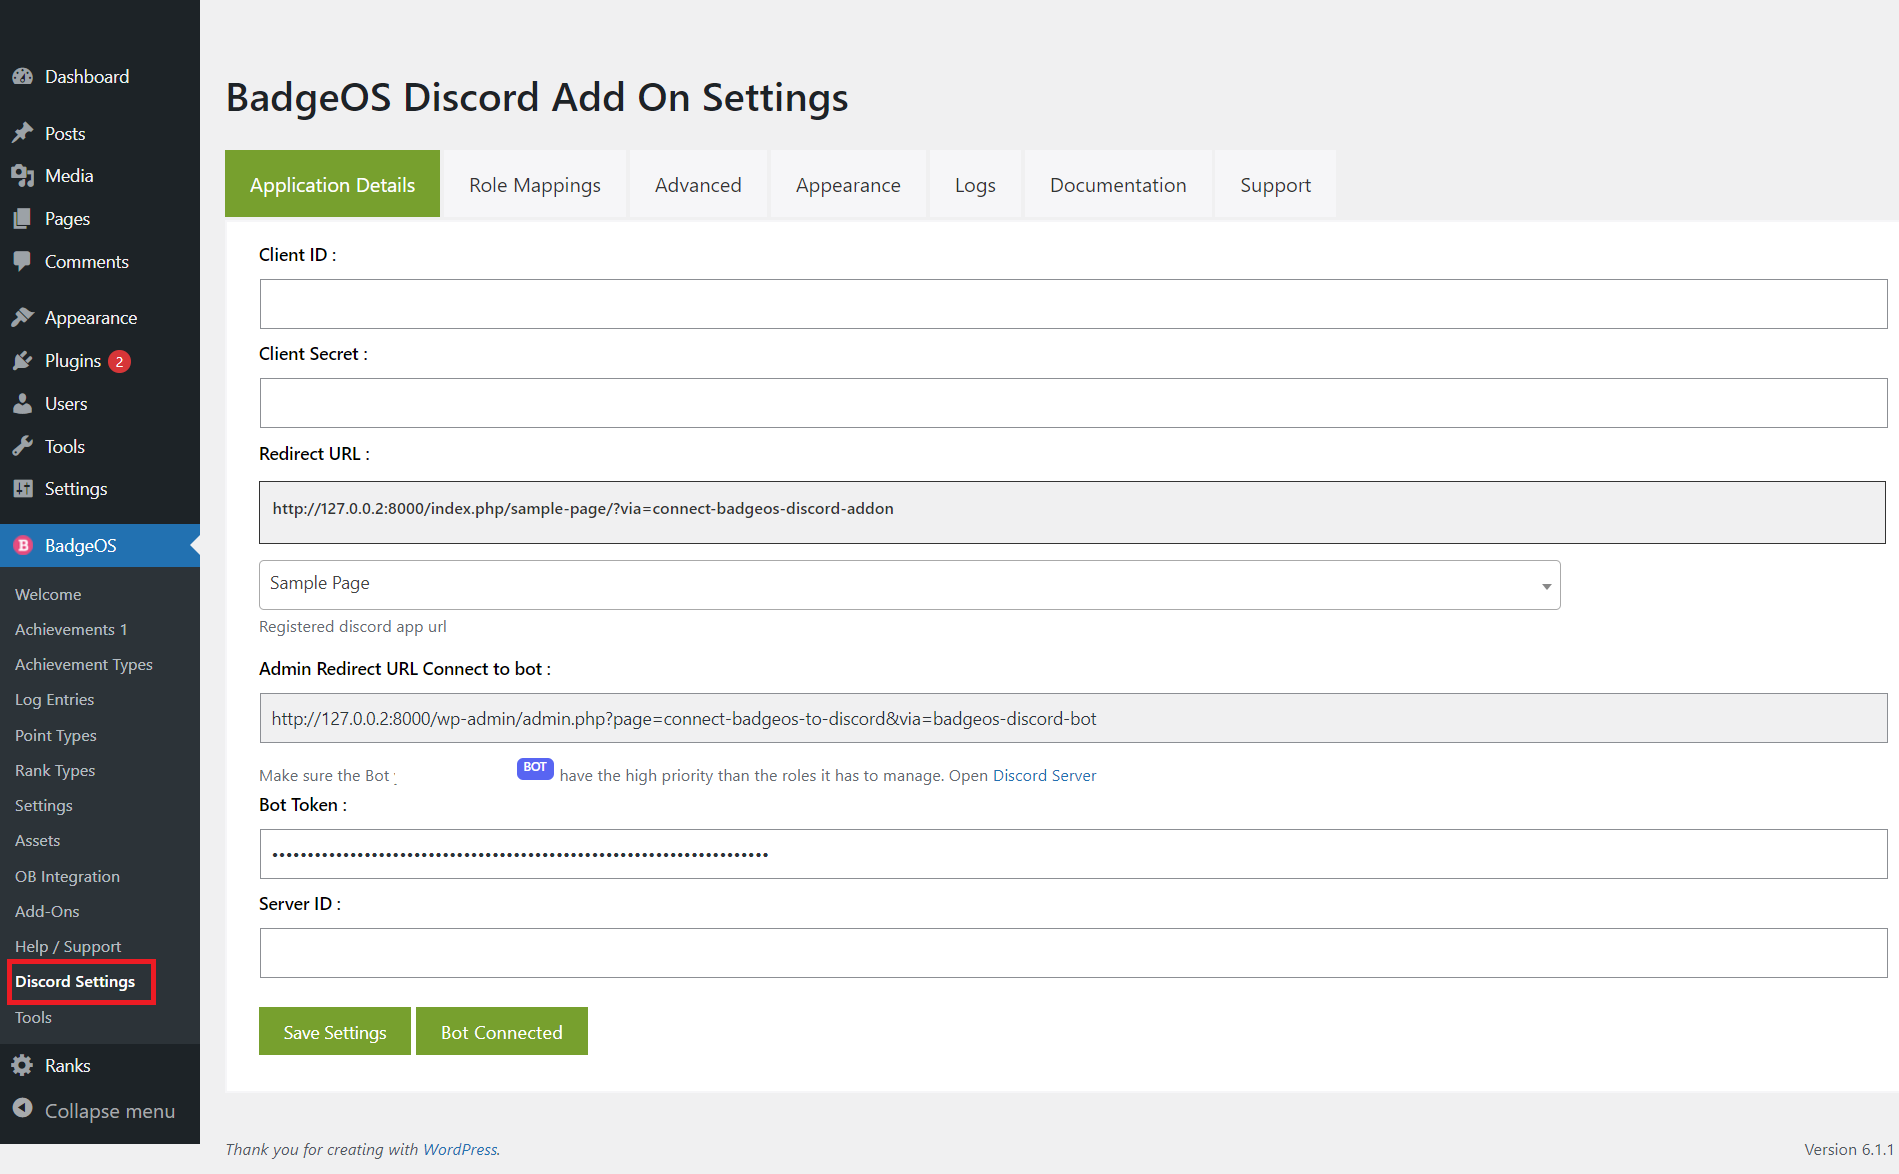 Dashboard
Posts
Media
Pages
Comments
Appearance
Plugins 2
Users
Tools
Settings
BadgeOS
Welcome
Achievements 1
Achievement Types
Log Entries
Point Types
Rank Types
Settings
Assets
OB Integration
Add-Ons
Help / Support
Discord Settings
Tools
Ranks
Collapse menu
BadgeOS Discord Add On Settings
Application Details Role Mappings Advanced Appearance Logs Documentation Support
Client ID :
Client Secret :
Redirect URL :
http://127.0.0.2:8000/index.php/sample-page/?via=connect-badgeos-discord-addon
Sample Page
Registered discord app url
Admin Redirect URL Connect to bot :
http://127.0.0.2:8000/wp-admin/admin.php?page=connect-badgeos-to-discord&via=badgeos-discord-bot
Make sure the Bot BOT have the high priority than the roles it has to manage. Open Discord Server
Bot Token :
Server ID :
Save Settings Bot Connected
Thank you for creating with WordPress.
Version 6.1.1